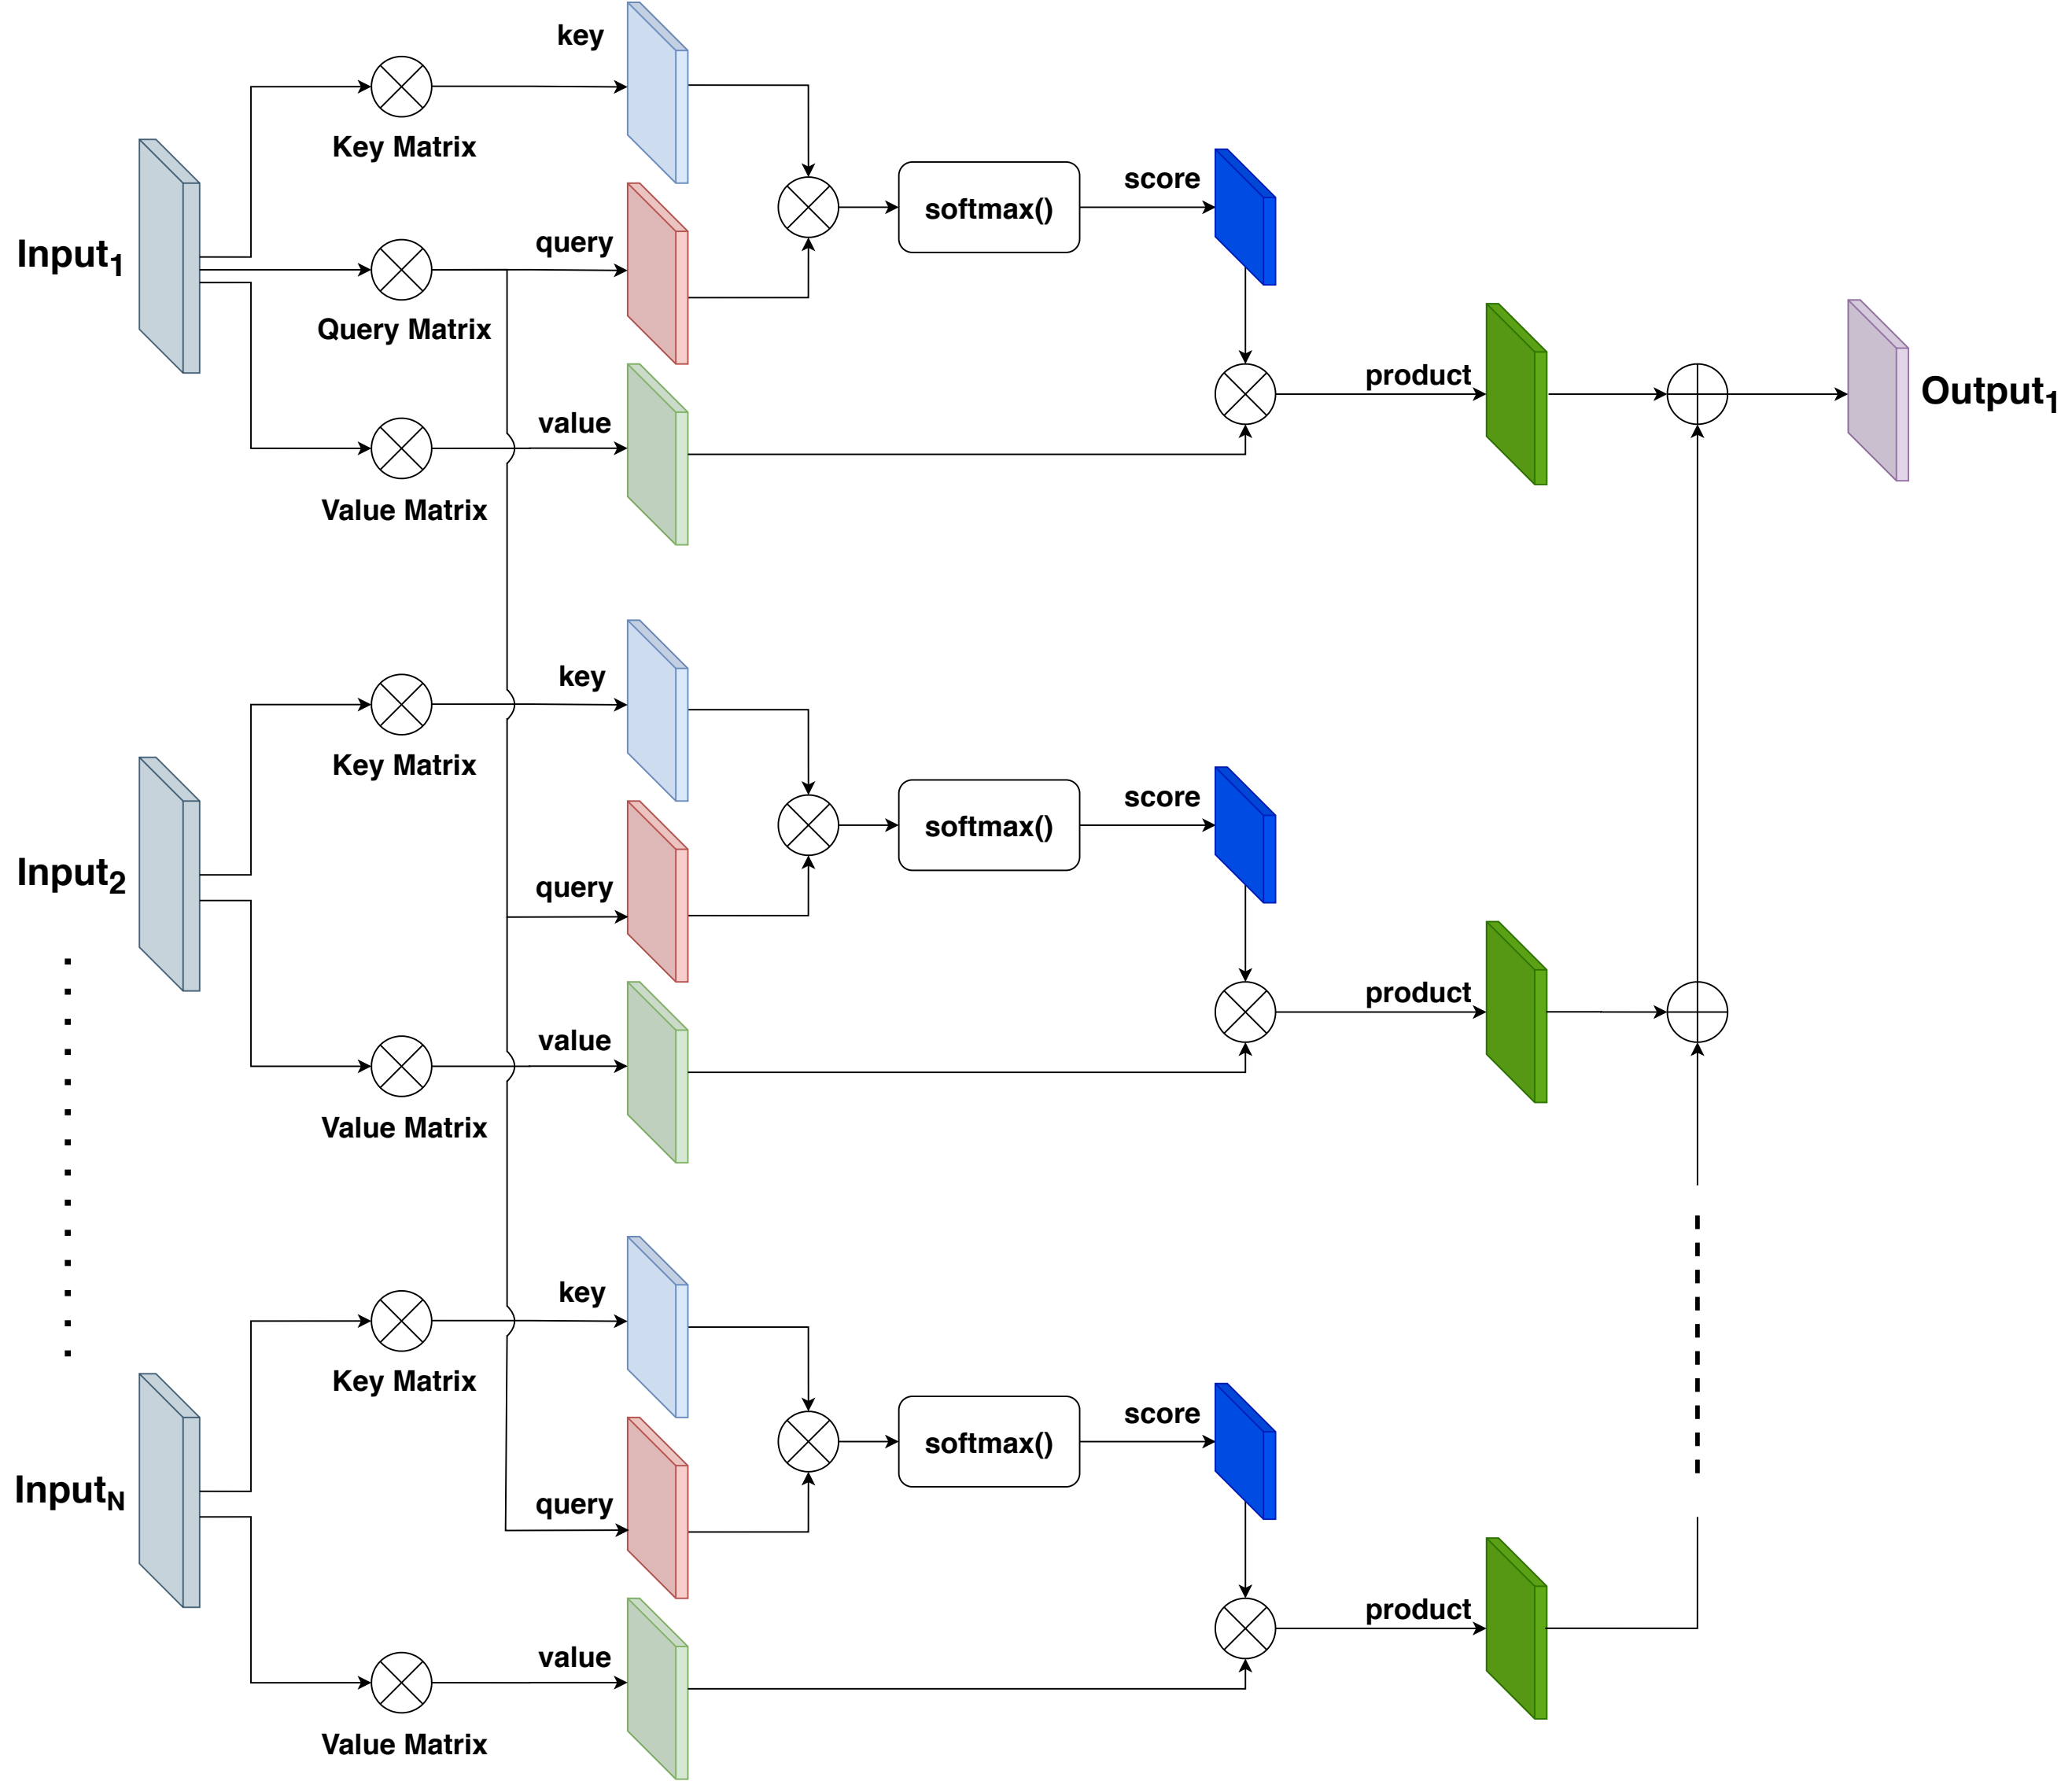 key
Key Matrix
score
softmax()
Input1
query
Query Matrix
product
Output1
value
Value Matrix
key
Key Matrix
score
softmax()
Input2
query
product
value
Value Matrix
key
Key Matrix
score
softmax()
InputN
query
product
value
Value Matrix